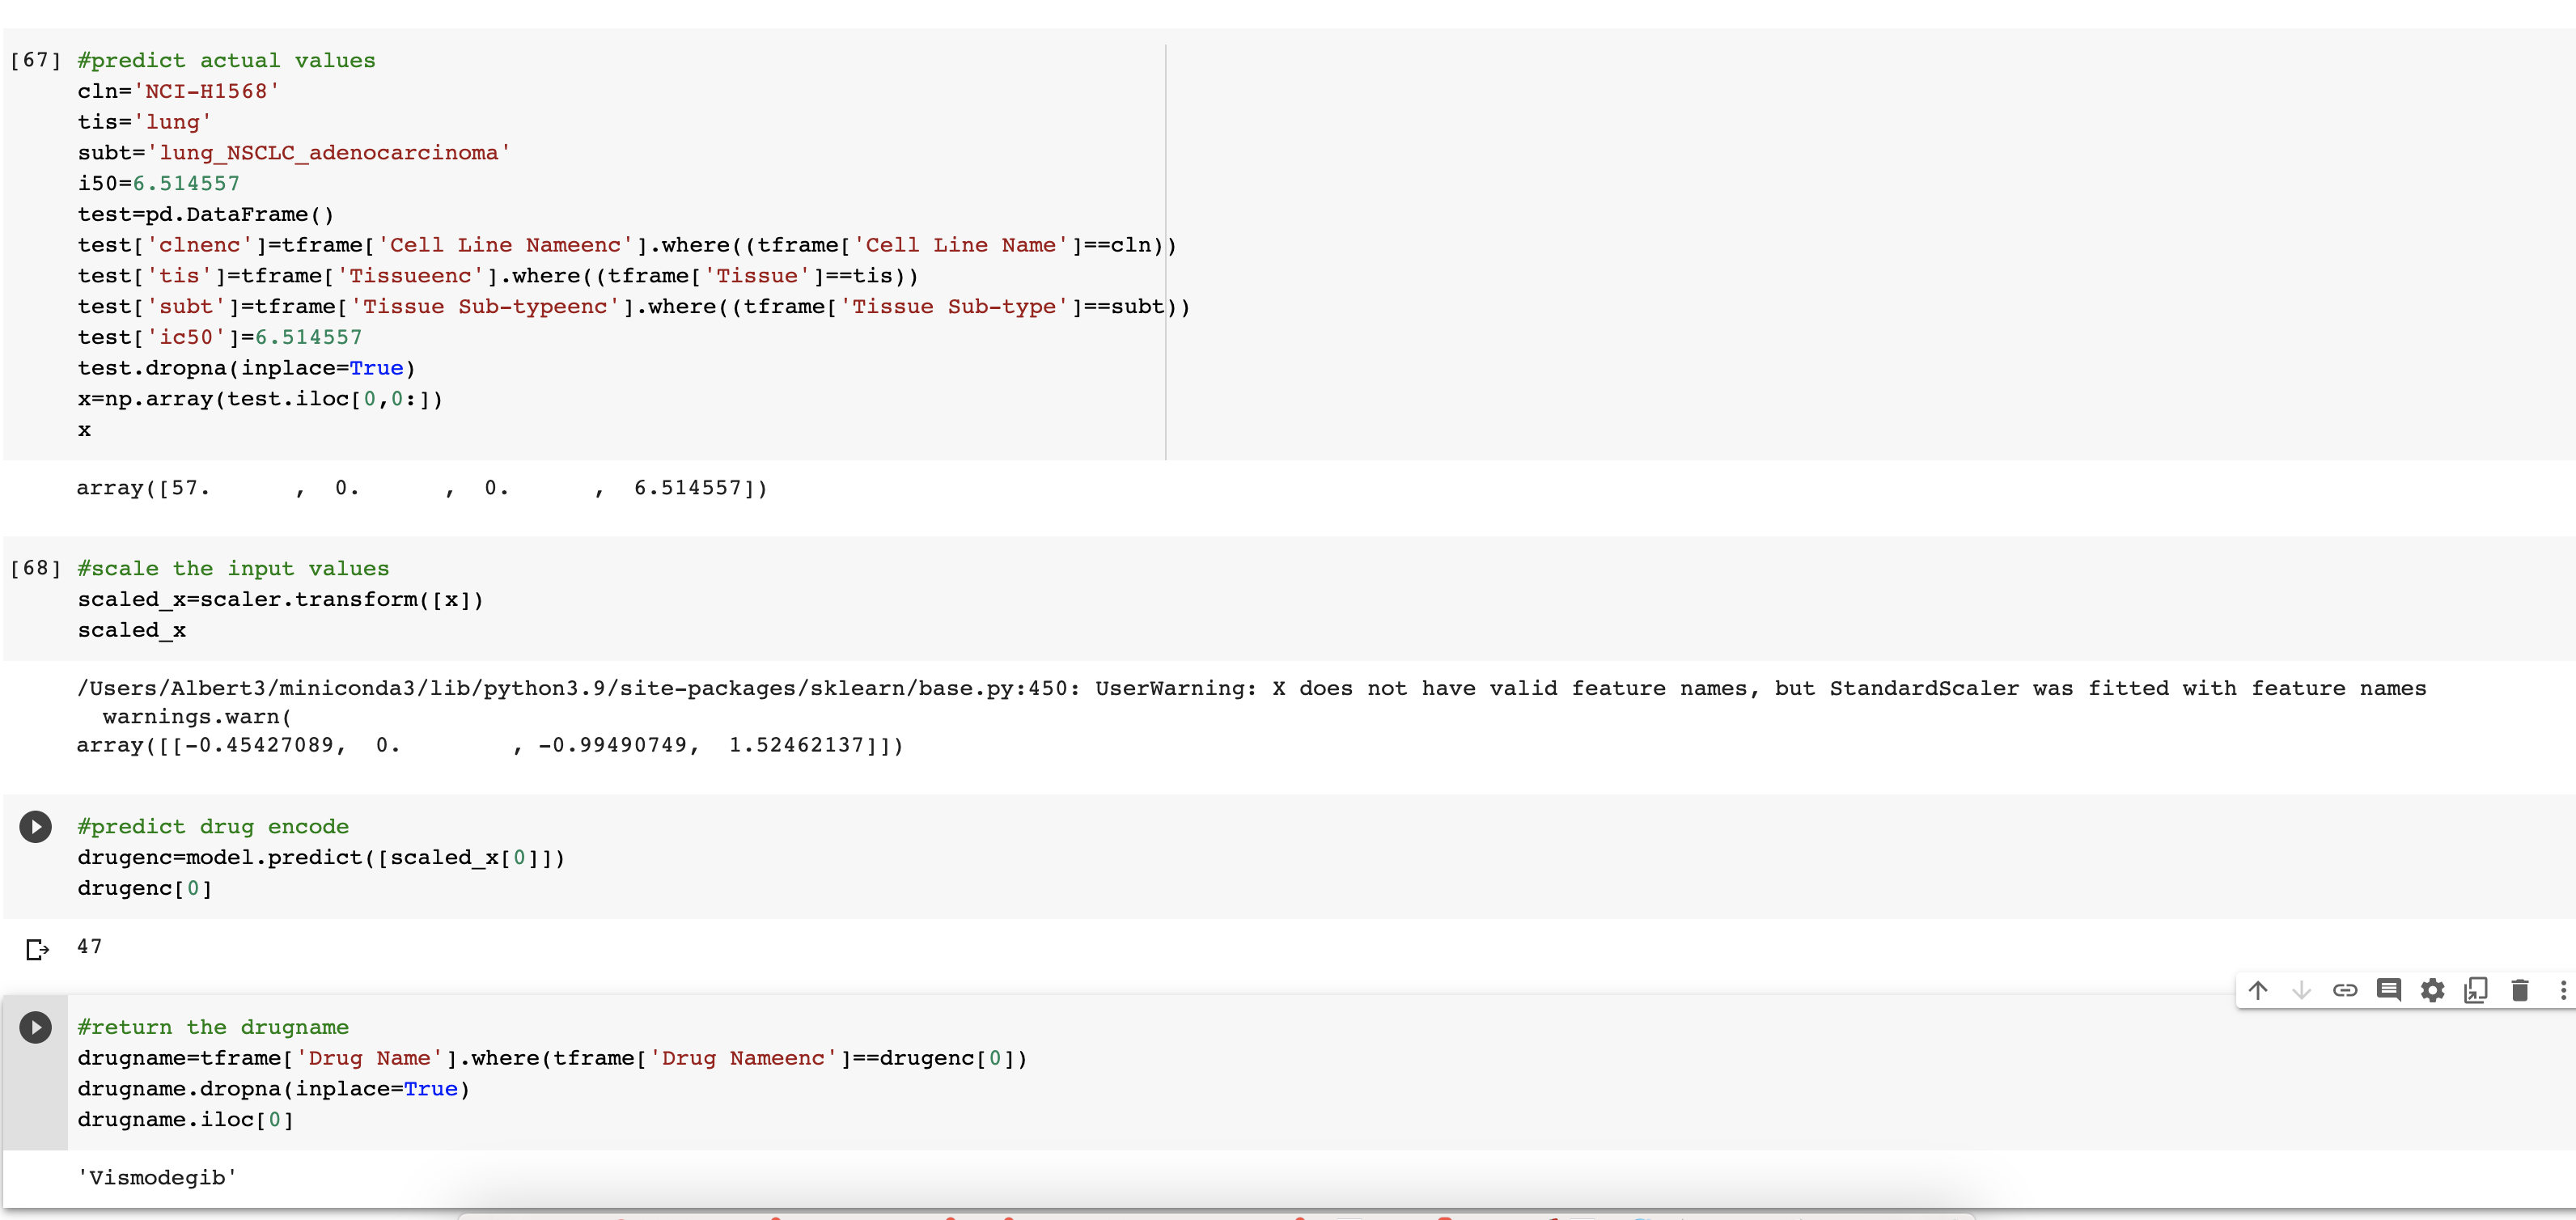 [67] #predict actual values
cln='NCI-H1568'
tis='lung'
subt='lung_NSCLC_adenocarcinoma'
i50=6.514557
test=pd.DataFrame()
test['clnenc']=tframe['Cell Line Nameenc'].where((tframe['Cell Line Name']==cln))
test['tis']=tframe['Tissueenc'].where((tframe['Tissue']==tis))
test['subt']=tframe['Tissue Sub-typeenc'].where((tframe['Tissue Sub-type']==subt))
test['ic50']=6.514557
test.dropna(inplace=True)
x=np.array(test.iloc[0,0:])
x
array([57.      ,  0.      ,  0.      ,  6.514557])
[68] #scale the input values
scaled_x=scaler.transform([x])
scaled_x
/Users/Albert3/miniconda3/lib/python3.9/site-packages/sklearn/base.py:450: UserWarning: X does not have valid feature names, but StandardScaler was fitted with feature names
  warnings.warn(
array([[-0.45427089,  0.        , -0.99490749,  1.52462137]])
#predict drug encode
drugenc=model.predict([scaled_x[0]])
drugenc[0]
47
#return the drugname
drugname=tframe['Drug Name'].where(tframe['Drug Nameenc']==drugenc[0])
drugname.dropna(inplace=True)
drugname.iloc[0]
'Vismodegib'